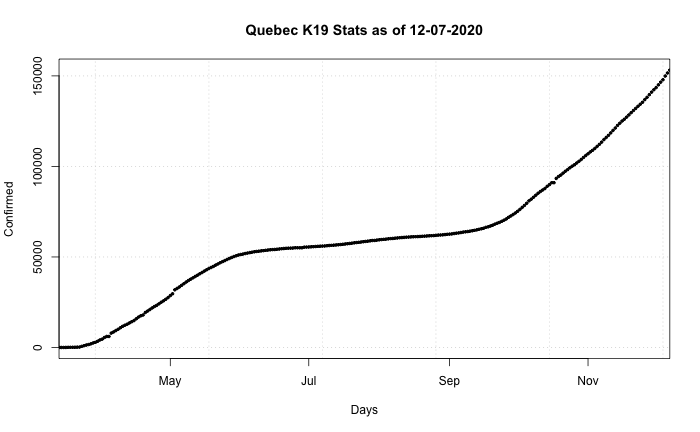 Quebec K19 Stats as of 12-07-2020
150000
100000
50000
0
Confirmed
May Jul Sep Nov
Days